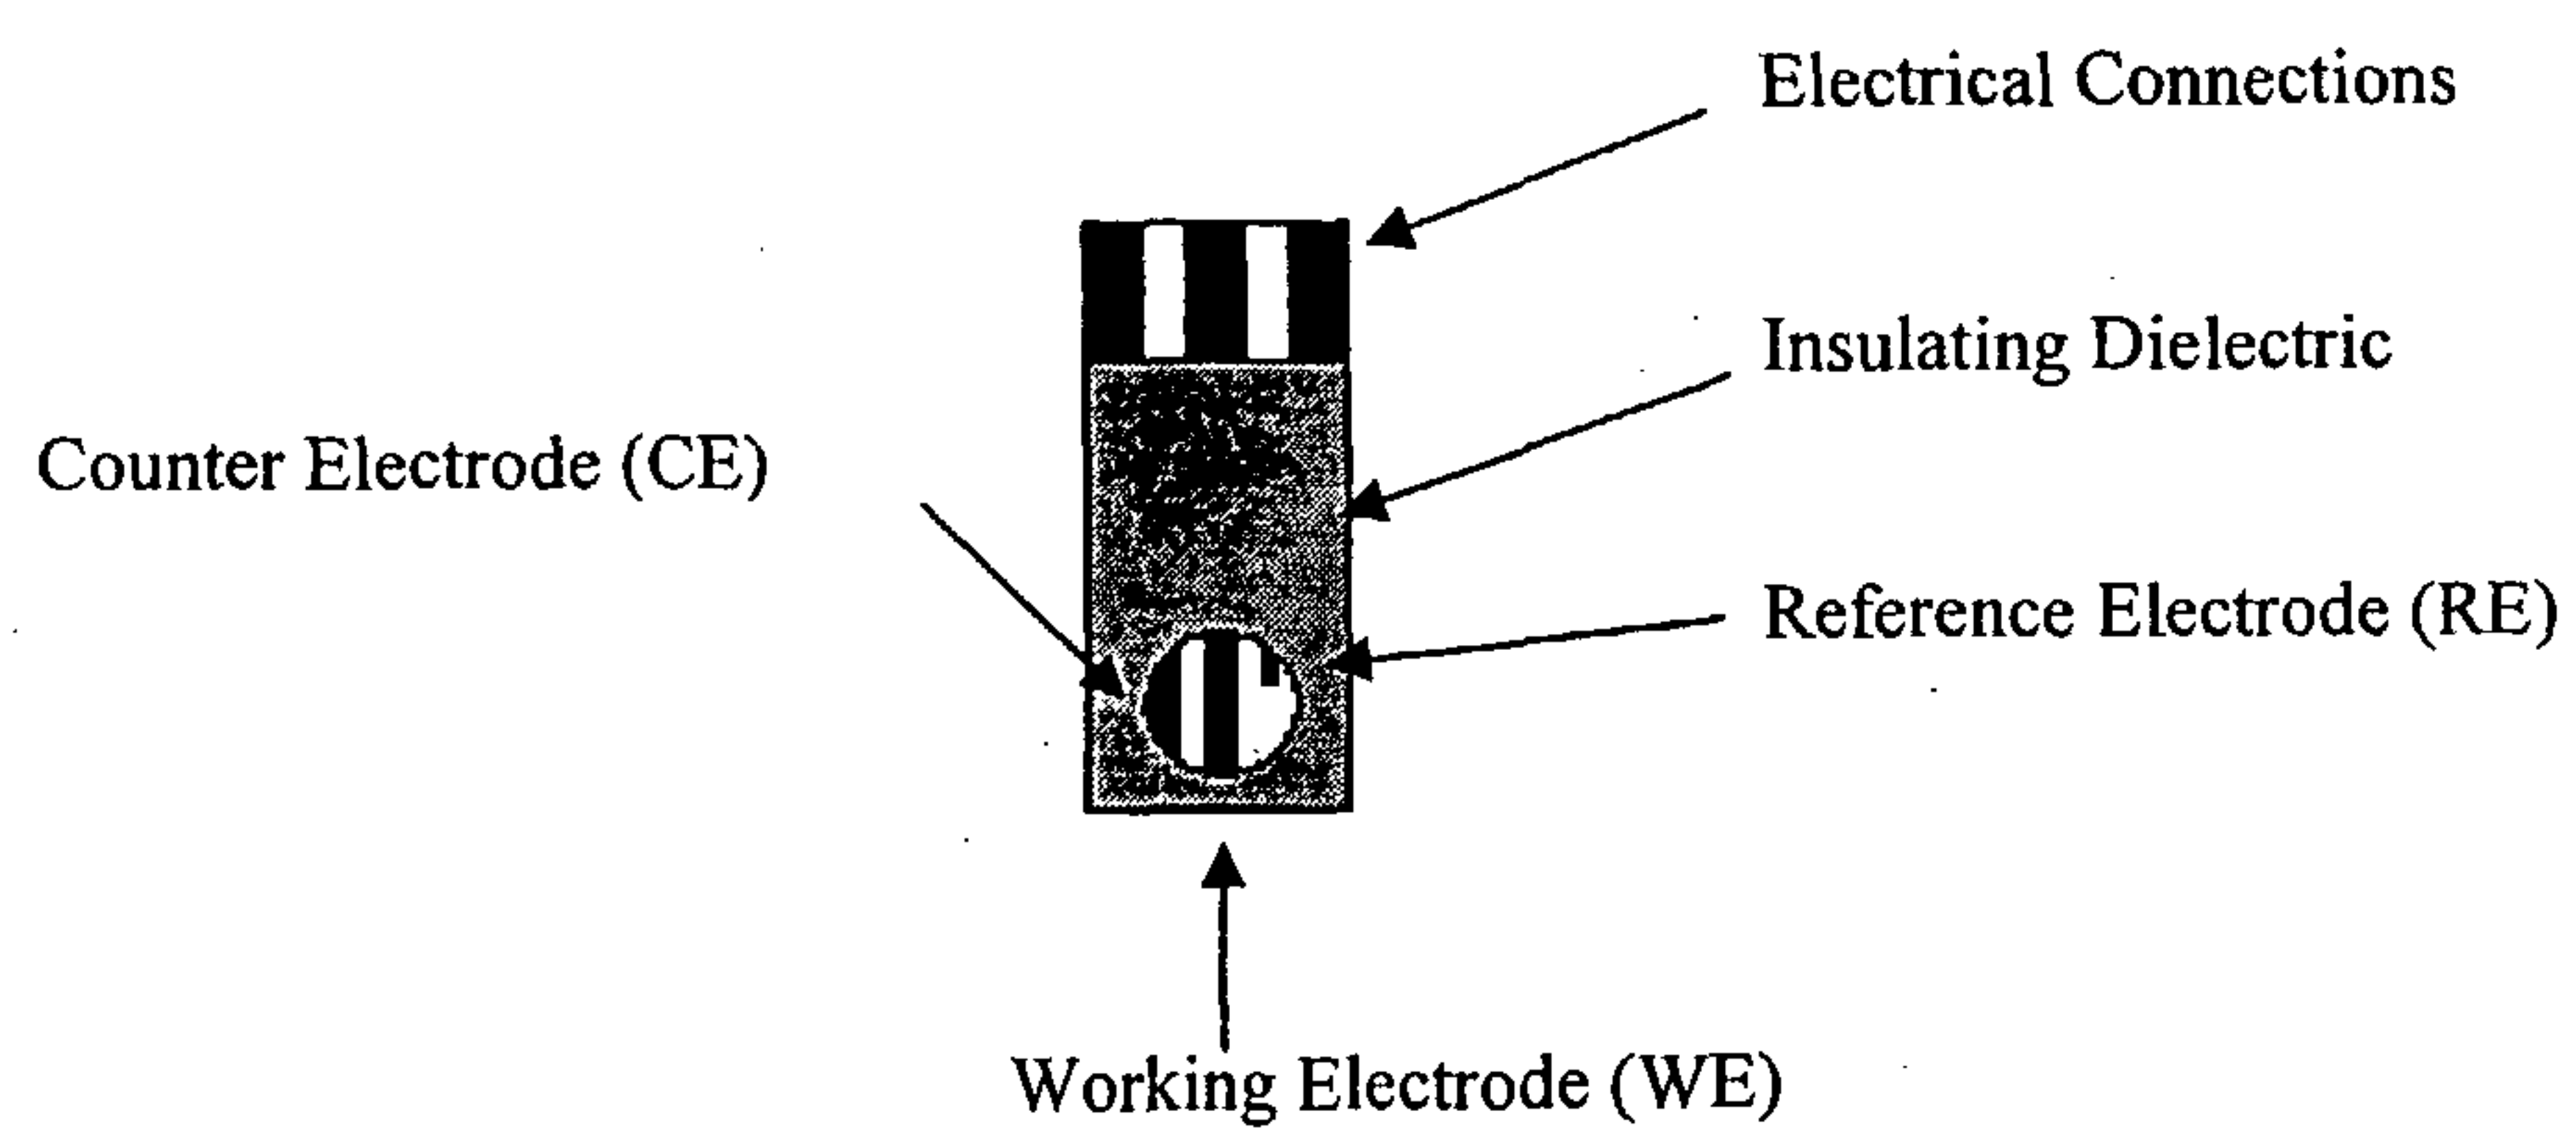 Electrical Connections
Insulating Dielectric
Counter Electrode (CE)
Reference Electrode (RE)
Working Electrode (WE)